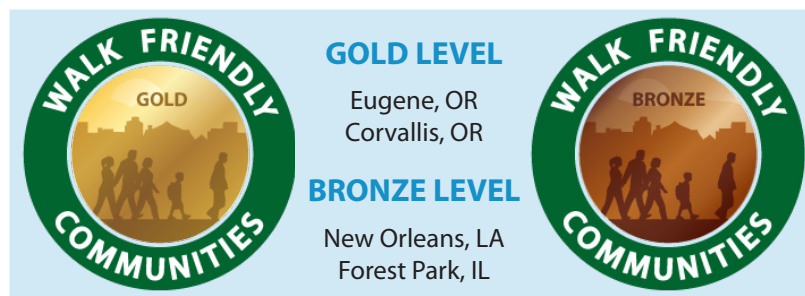 WALK FRIENDLY
GOLD
COMMUNITIES
GOLD LEVEL
Eugene, OR
Corvallis, OR
BRONZE LEVEL
New Orleans, LA
Forest Park, IL
WALK FRIENDLY
BRONZE
COMMUNITIES